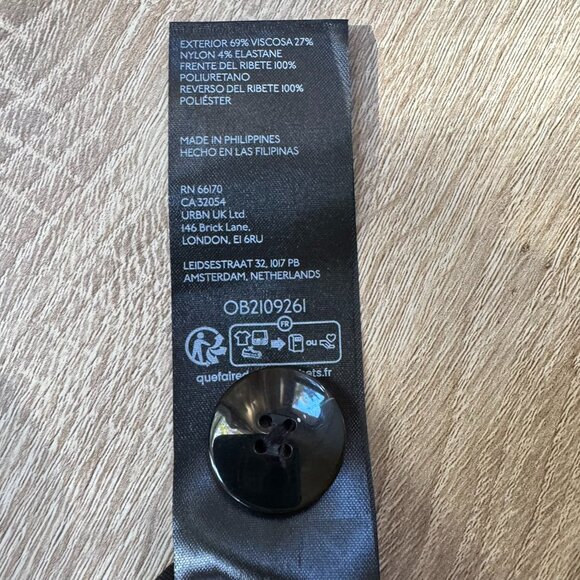 EXTERIOR 69% VISCOSA 27%
NYLON 4% ELASTANE
FRENTE DEL RIBETE 100%
POLIURETANO
REVERSO DEL RIBETE 100%
POLIÉSTER
MADE IN PHILIPPINES
HECHO EN LAS FILIPINAS
RN 66170
CA 32054
URBN UK Ltd.
146 Brick Lane,
LONDON, E1 6RU
LEIDSESTRAAT 32, 1017 PB
AMSTERDAM, NETHERLANDS
OB2109261
FR
ou